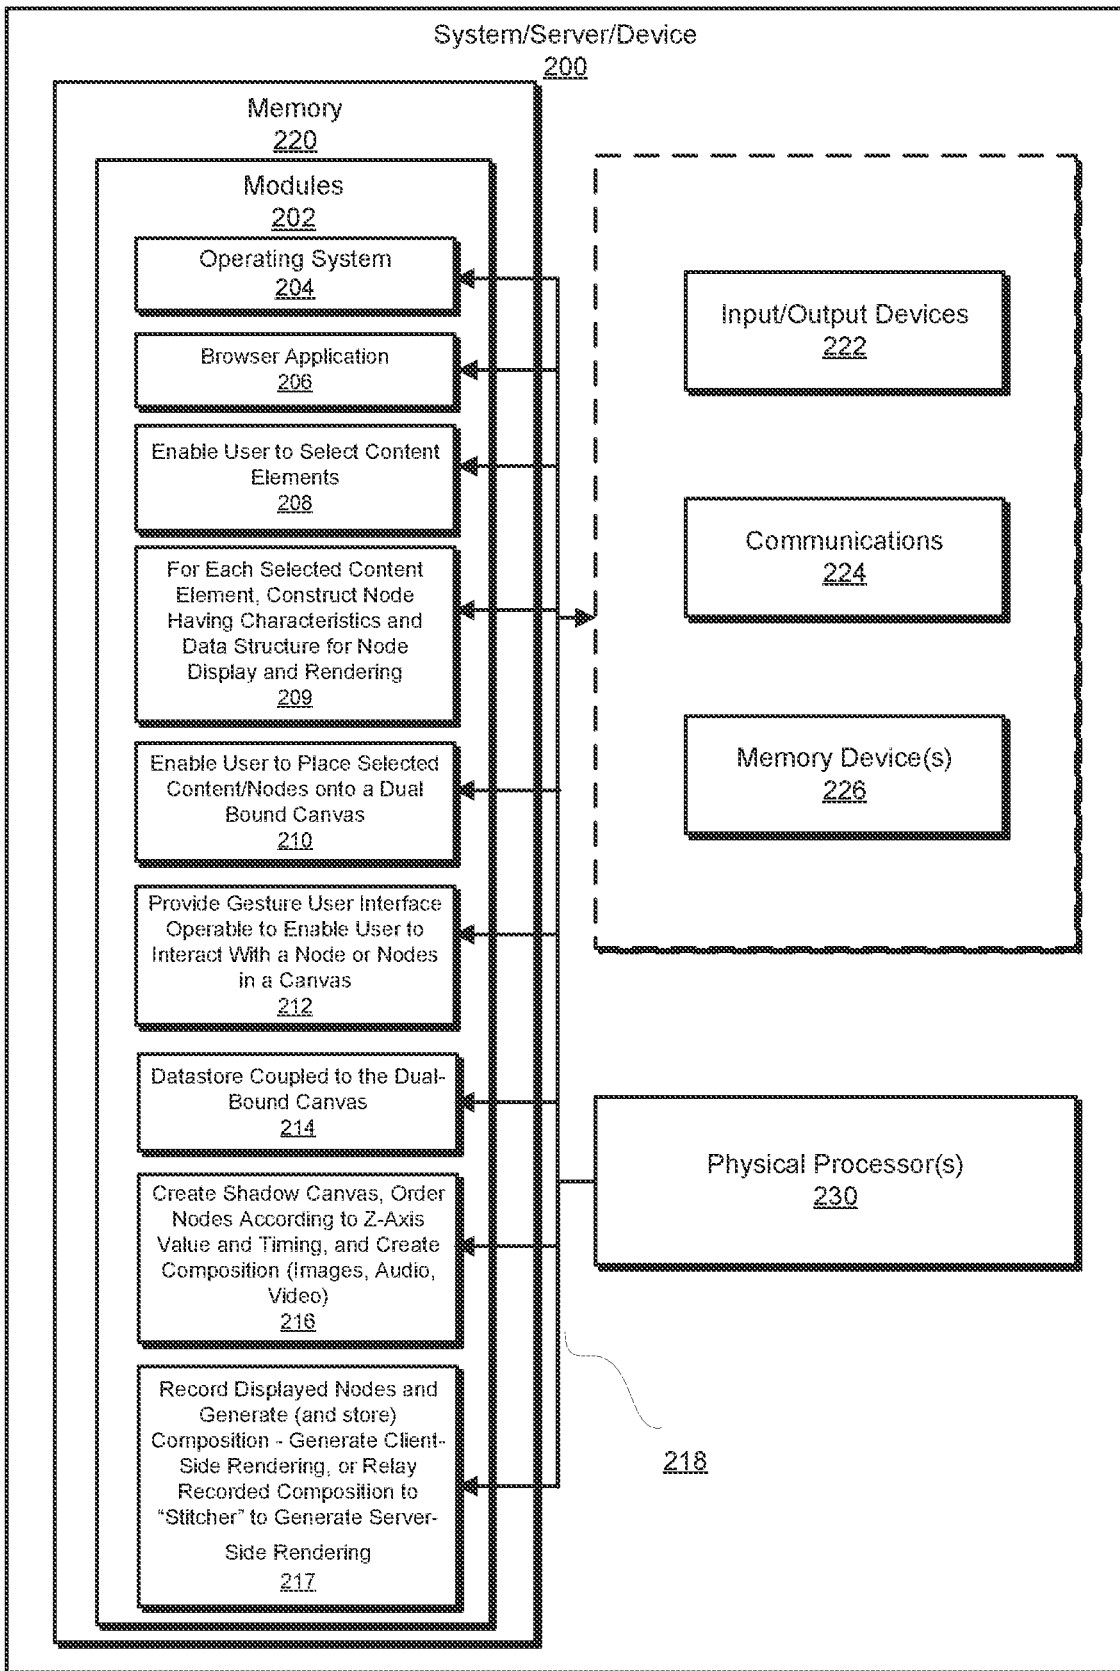 System/Server/Device
200
Memory
220
Modules
202
Operating System
204
Browser Application
206
Enable User to Select Content
Elements
208
For Each Selected Content
Element, Construct Node
Having Characteristics and
Data Structure for Node
Display and Rendering
209
Enable User to Place Selected
Content/Nodes onto a Dual
Bound Canvas
210
Provide Gesture User Interface
Operable to Enable User to
Interact With a Node or Nodes
in a Canvas
212
Datastore Coupled to the Dual-
Bound Canvas
214
Create Shadow Canvas, Order
Nodes According to Z-Axis
Value and Timing, and Create
Composition (Images, Audio,
Video)
216
Record Displayed Nodes and
Generate (and store)
Composition - Generate Client-
Side Rendering, or Relay
Recorded Composition to
“Stitcher” to Generate Server-
Side Rendering
217
Input/Output Devices
222
Communications
224
Memory Device(s)
226
Physical Processor(s)
230
218